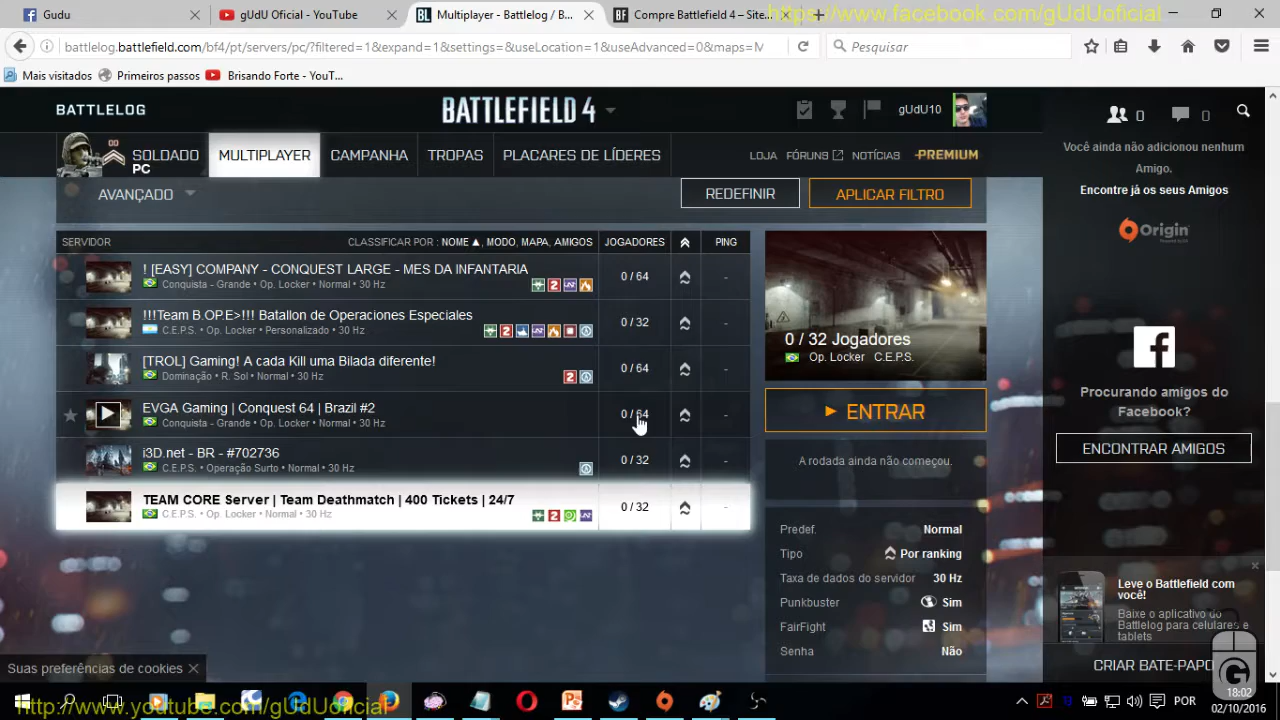 Gudu
gUdU Oficial - YouTube
Multiplayer - Battlelog / B...
Compre Battlefield 4 – Site...
https://www.facebook.com/gUdUoficial
battlelog.battlefield.com/bf4/pt/servers/pc/?filtered=1&expand=1&settings=&useLocation=1&useAdvanced=0&maps=M
Pesquisar
Mais visitados
Primeiros passos
Brisando Forte - YouT...
BATTLELOG
BATTLEFIELD 4
gUdU10
0
0
00
SOLDADO
PC
MULTIPLAYER
CAMPANHA
TROPAS
PLACARES DE LÍDERES
LOJA
FÓRUNS
NOTÍCIAS
PREMIUM
AVANÇADO
REDEFINIR
APLICAR FILTRO
SERVIDOR
CLASSIFICAR POR : NOME ▲, MODO, MAPA, AMIGOS
JOGADORES
PING
! [EASY] COMPANY - CONQUEST LARGE - MES DA INFANTARIA
Conquista - Grande • Op. Locker • Normal • 30 Hz
2
0 / 64
-
!!!Team B.OPE>!!! Batallon de Operaciones Especiales
C.E.P.S. • Op. Locker • Personalizado • 30 Hz
2
0 / 32
-
[TROL] Gaming! A cada Kill uma Bilada diferente!
Dominação • R. Sol • Normal • 30 Hz
2
0 / 64
-
EVGA Gaming | Conquest 64 | Brazil #2
Conquista - Grande • Op. Locker • Normal • 30 Hz
0 / 64
-
i3D.net - BR - #702736
C.E.P.S. • Operação Surto • Normal • 30 Hz
0 / 32
-
TEAM CORE Server | Team Deathmatch | 400 Tickets | 24/7
C.E.P.S. • Op. Locker • Normal • 30 Hz
2
0 / 32
-
0 / 32 Jogadores
Op. Locker C.E.P.S.
ENTRAR
A rodada ainda não começou.
Predef. Normal
Tipo Por ranking
Taxa de dados do servidor 30 Hz
Punkbuster Sim
FairFight Sim
Senha Não
Você ainda não adicionou nenhum
Amigo.
Encontre já os seus Amigos
Origin
Procurando amigos do
Facebook?
ENCONTRAR AMIGOS
Leve o Battlefield com
você!
Baixe o aplicativo do
Battlelog para celulares e
tablets
CRIAR BATE-PAPO
Suas preferências de cookies
http://www.youtube.com/gUdUoficial
POR
G
18:02
02/10/2016